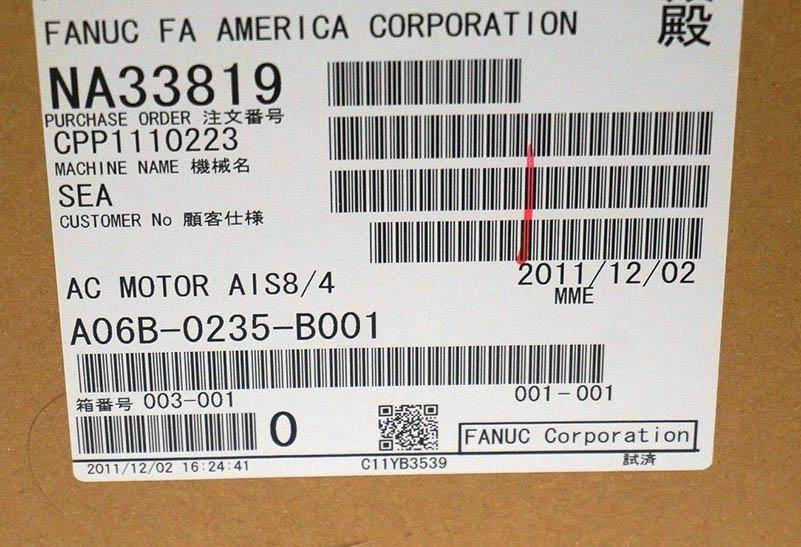 FANUC FA AMERICA CORPORATION 殿
NA33819
PURCHASE ORDER 注文番号
CPP1110223
MACHINE NAME 機械名
SEA
CUSTOMER No 顧客仕様
2011/12/02
AC MOTOR AIS8/4
MME
A06B-0235-B001
箱番号 003-001
001-001
0
FANUC Corporation
2011/12/02 16:24:41
C11YB3539
試済